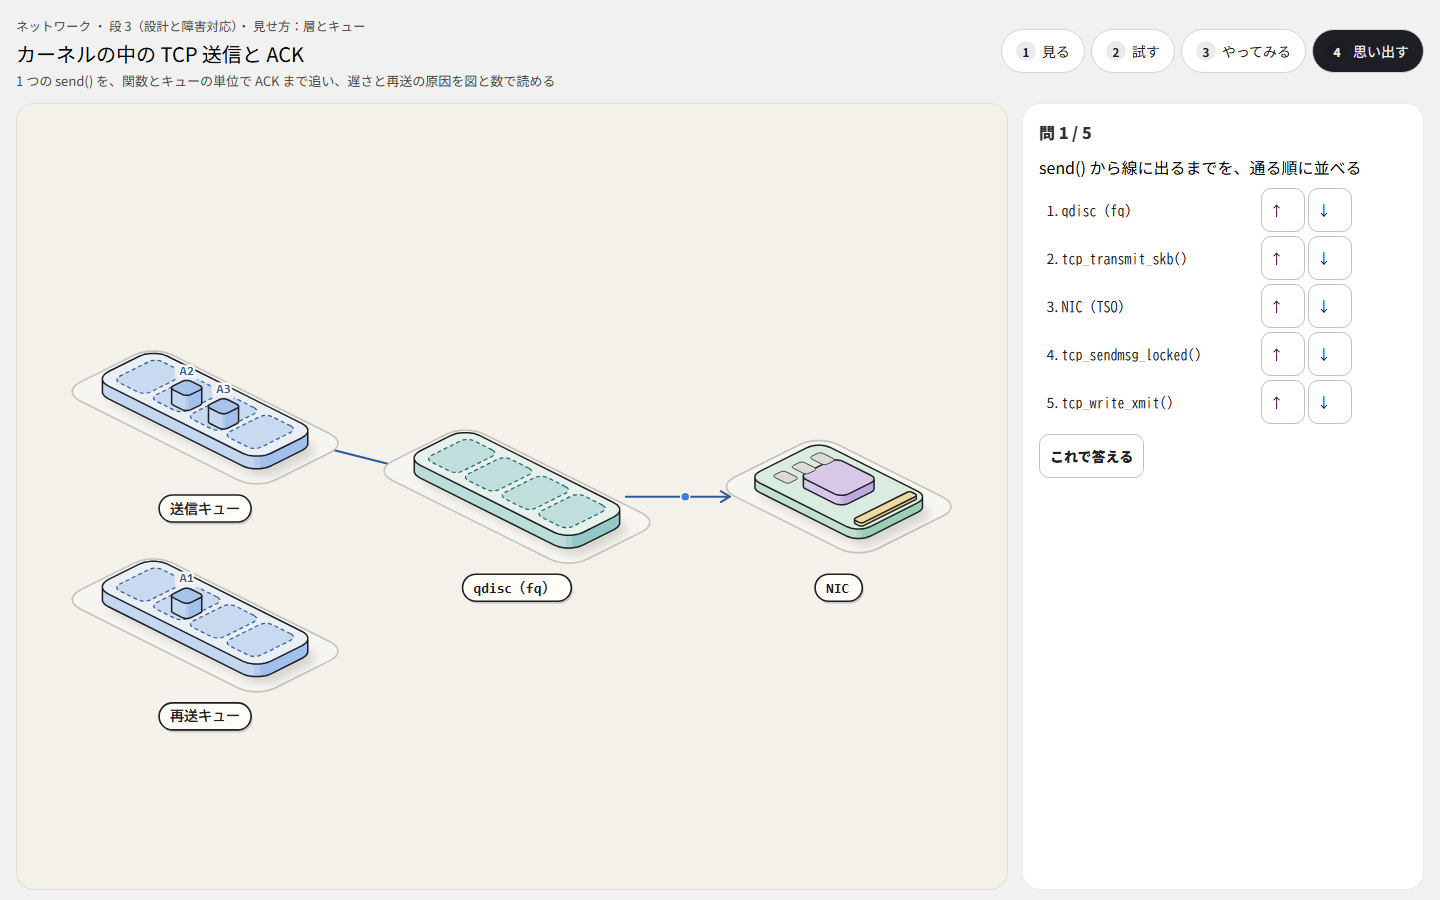 ネットワーク ・ 段 3（設計と障害対応）・ 見せ方：層とキュー
カーネルの中の TCP 送信と ACK
1 つの send() を、関数とキューの単位で ACK まで追い、遅さと再送の原因を図と数で読める
1 見る
2 試す
3 やってみる
4 思い出す
A2
A3
送信キュー
A1
再送キュー
qdisc（fq）
NIC
問 1 / 5
send() から線に出るまでを、通る順に並べる
1. qdisc（fq） ↑ ↓
2. tcp_transmit_skb() ↑ ↓
3. NIC（TSO） ↑ ↓
4. tcp_sendmsg_locked() ↑ ↓
5. tcp_write_xmit() ↑ ↓
これで答える